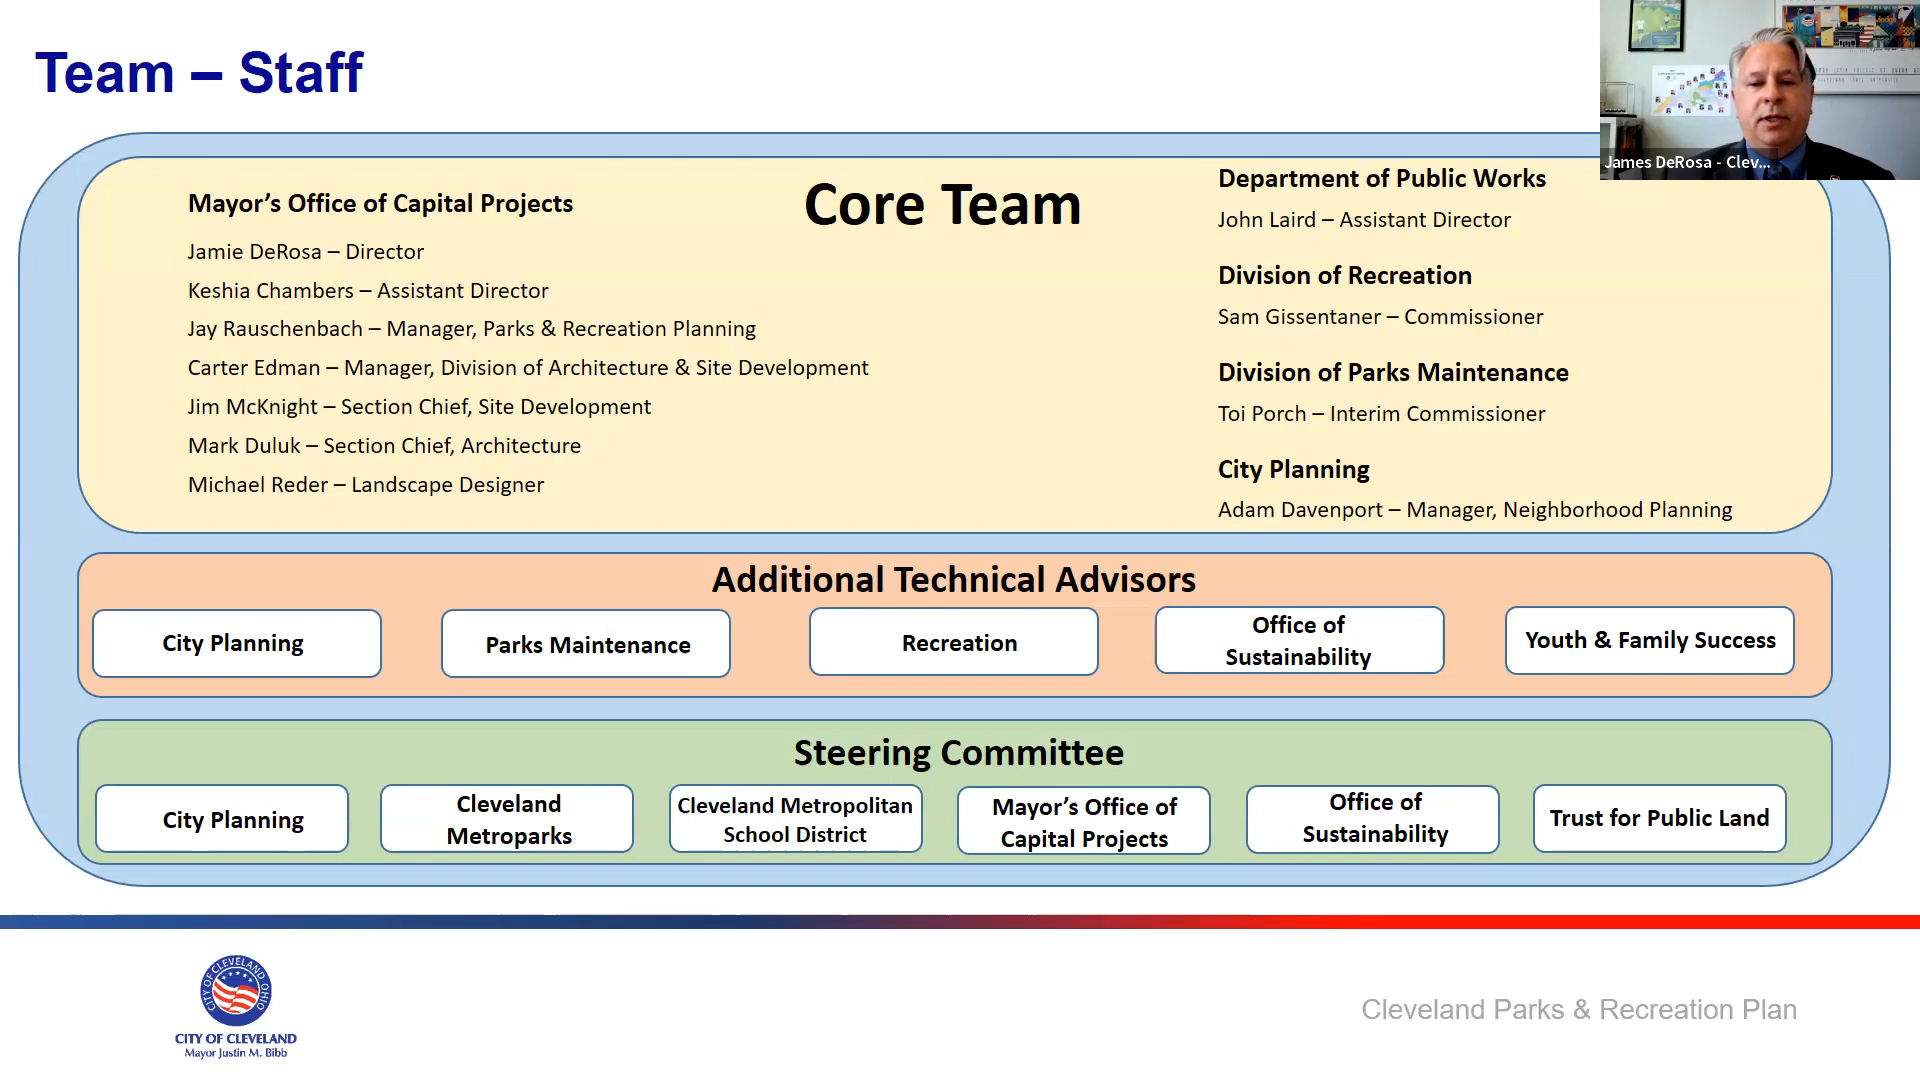 Team – Staff
James DeRosa - Clev...
Core Team
Mayor’s Office of Capital Projects
Jamie DeRosa – Director
Keshia Chambers – Assistant Director
Jay Rauschenbach – Manager, Parks & Recreation Planning
Carter Edman – Manager, Division of Architecture & Site Development
Jim McKnight – Section Chief, Site Development
Mark Duluk – Section Chief, Architecture
Michael Reder – Landscape Designer
Department of Public Works
John Laird – Assistant Director
Division of Recreation
Sam Gissentaner – Commissioner
Division of Parks Maintenance
Toi Porch – Interim Commissioner
City Planning
Adam Davenport – Manager, Neighborhood Planning
Additional Technical Advisors
City Planning
Parks Maintenance
Recreation
Office of
Sustainability
Youth & Family Success
Steering Committee
City Planning
Cleveland
Metroparks
Cleveland Metropolitan
School District
Mayor’s Office of
Capital Projects
Office of
Sustainability
Trust for Public Land
CITY OF CLEVELAND OHIO
CITY OF CLEVELAND
Mayor Justin M. Bibb
Cleveland Parks & Recreation Plan